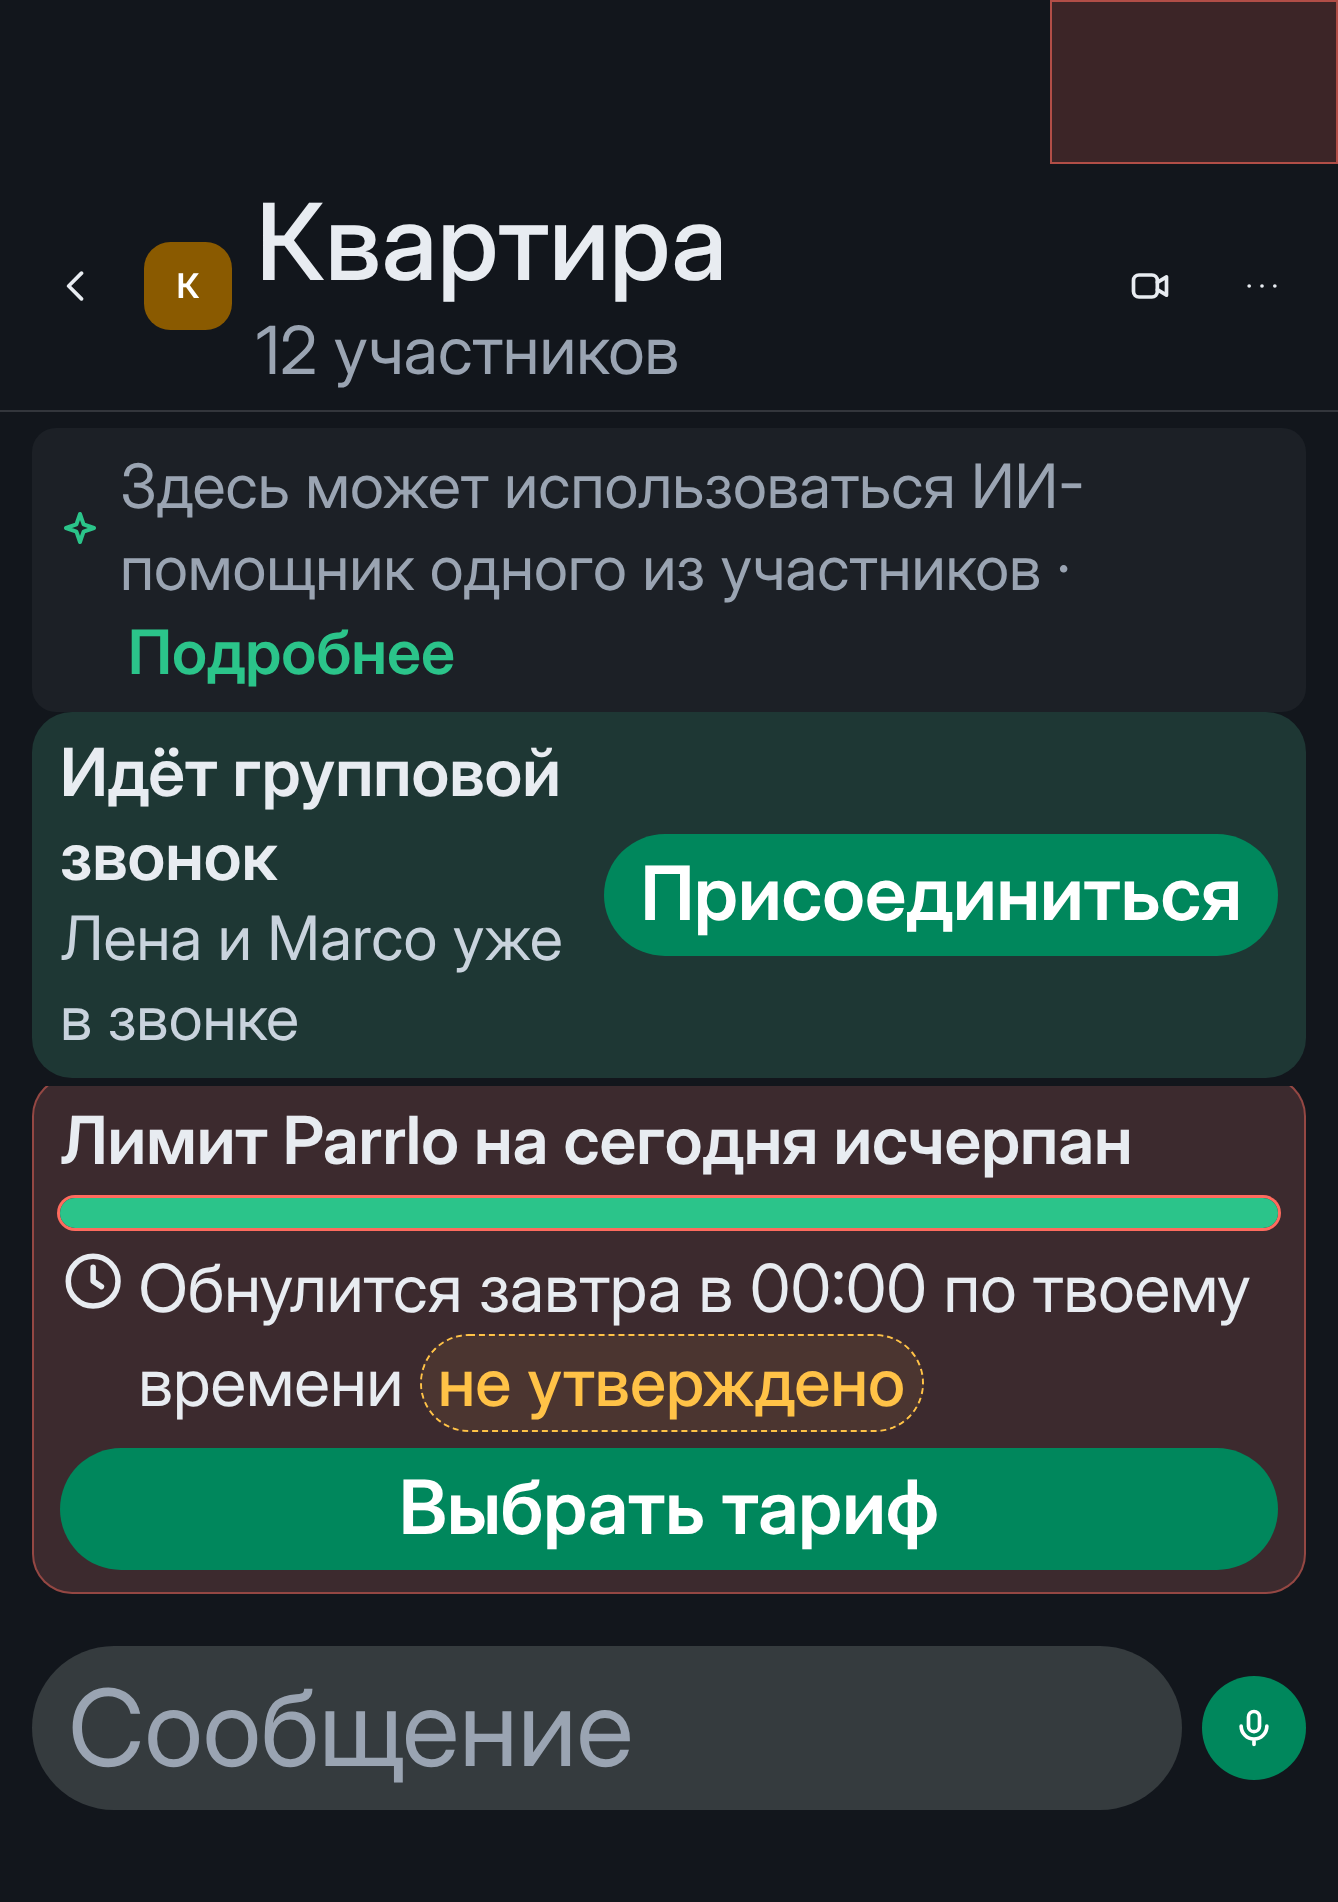 Квартира
К
12 участников
Здесь может использоваться ИИ-
помощник одного из участников ·
Подробнее
Идёт групповой
звонок
Лена и Marco уже
в звонке
Присоединиться
Лимит Parrlo на сегодня исчерпан
Обнулится завтра в 00:00 по твоему
времени не утверждено
Выбрать тариф
Сообщение